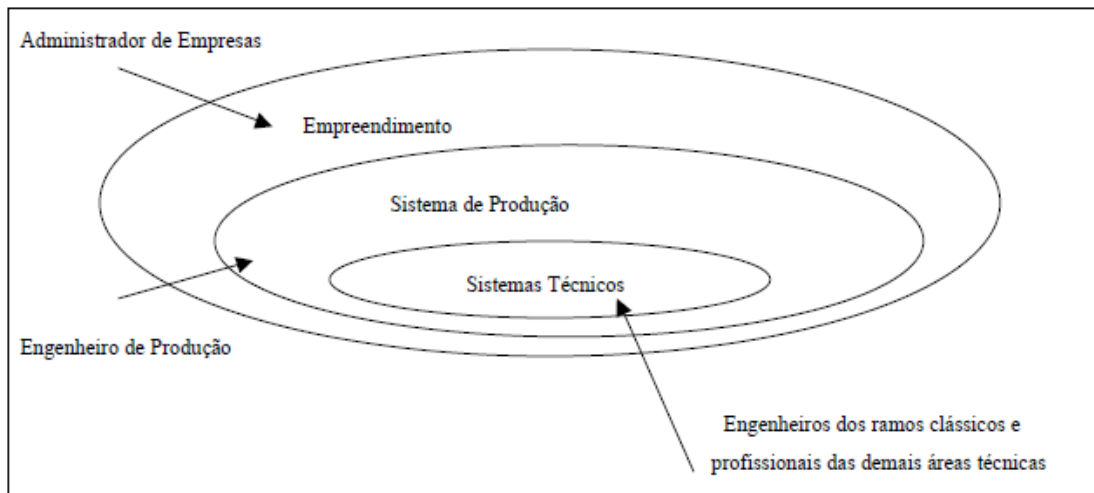 Administrador de Empresas
Empreendimento
Sistema de Produção
Sistemas Técnicos
Engenheiro de Produção
Engenheiros dos ramos clássicos e
profissionais das demais áreas técnicas